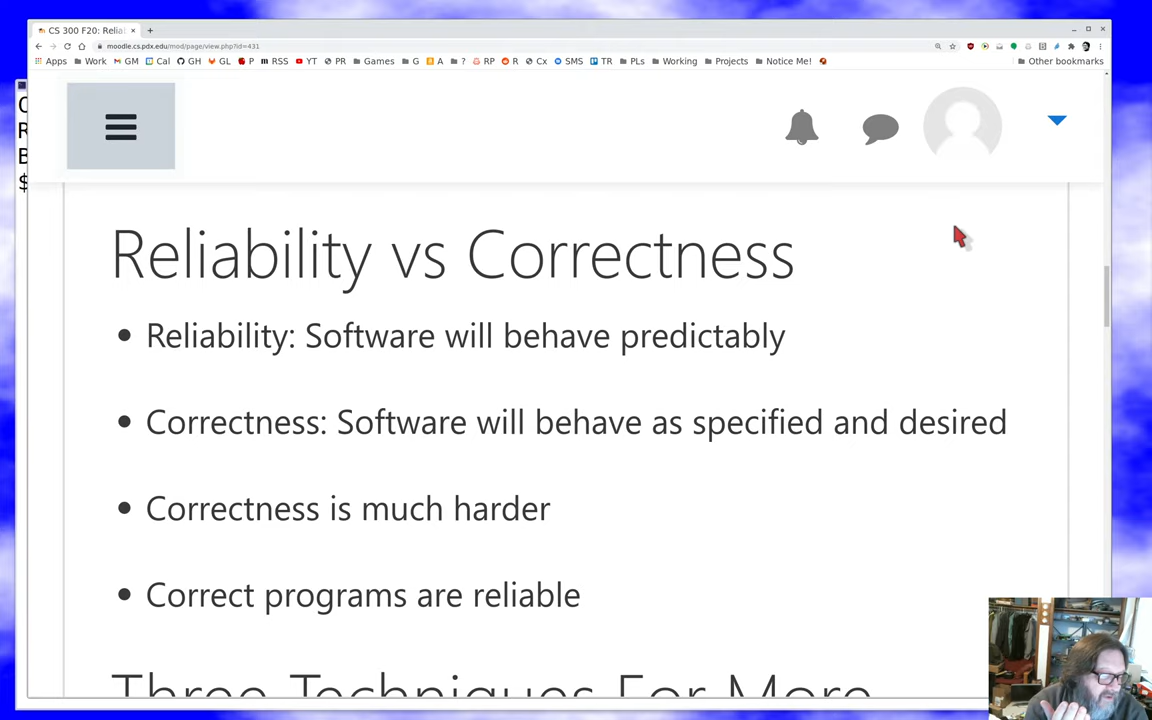 CS 300 F20: Relia
moodle.cs.pdx.edu/mod/page/view.php?id=431
Apps Work GM Cal GH GL P RSS YT PR Games G A ? RP R Cx SMS TR PLs Working Projects Notice Me! Other bookmarks
Reliability vs Correctness
• Reliability: Software will behave predictably
• Correctness: Software will behave as specified and desired
• Correctness is much harder
• Correct programs are reliable
Three Techniques For More
R
B
$